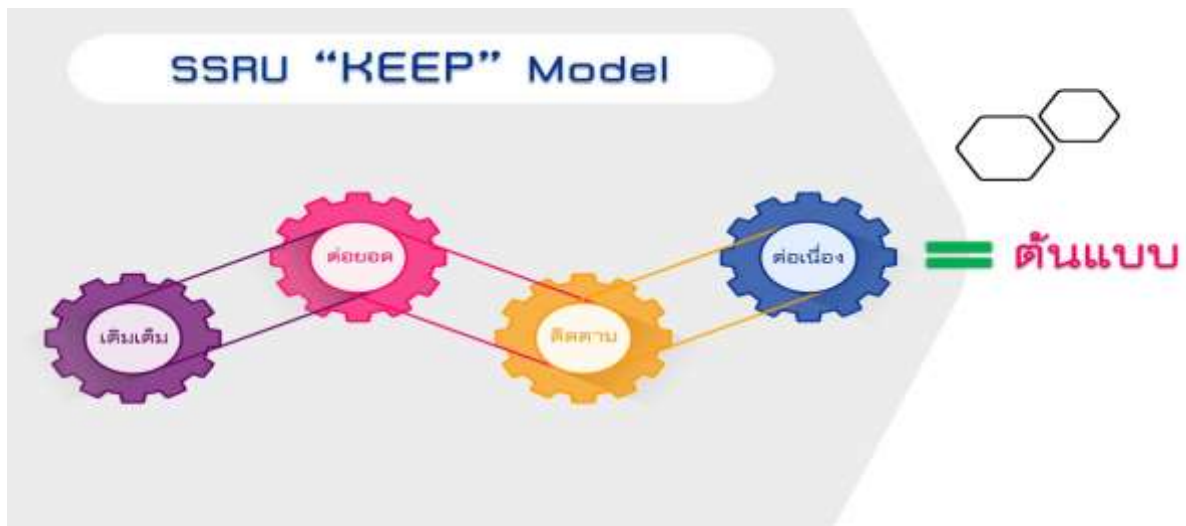 SSRU “KEEP” Model
เติมเต็ม
ต่อยอด
ติดตาม
ต่อเนื่อง
ต้นแบบ
=